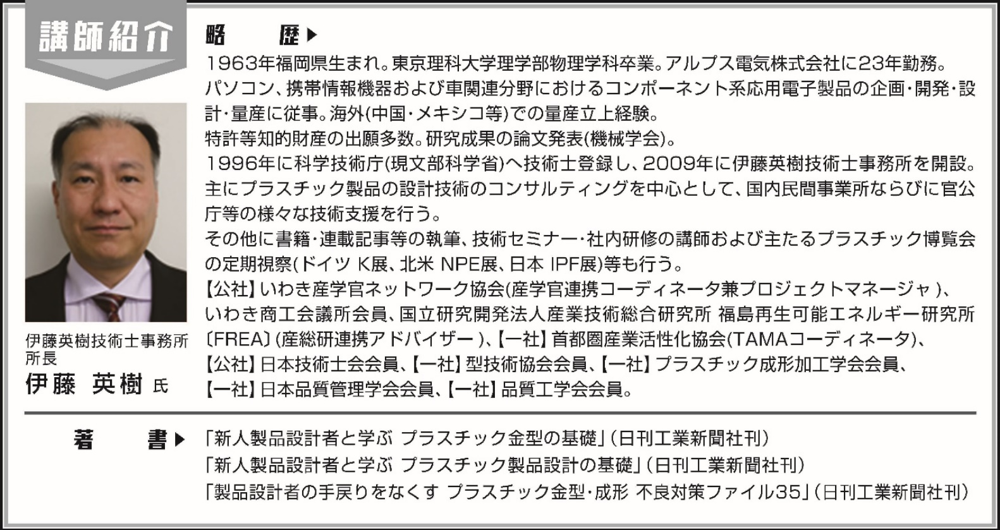 講師紹介
略 歴▶
1963年福岡県生まれ。東京理科大学理学部物理学科卒業。アルプス電気株式会社に23年勤務。
パソコン、携帯情報機器および車関連分野におけるコンポーネント系応用電子製品の企画・開発・設
計・量産に従事。海外(中国・メキシコ等)での量産立上経験。
特許等知的財産の出願多数。研究成果の論文発表(機械学会)。
1996年に科学技術庁(現文部科学省)へ技術士登録し、2009年に伊藤英樹技術士事務所を開設。
主にプラスチック製品の設計技術のコンサルティングを中心として、国内民間事業所ならびに官公
庁等の様々な技術支援を行う。
その他に書籍・連載記事等の執筆、技術セミナー・社内研修の講師および主たるプラスチック博覧会
の定期視察(ドイツ K展、北米 NPE展、日本 IPF展)等も行う。
【公社】いわき産学官ネットワーク協会(産学官連携コーディネータ兼プロジェクトマネージャ)、
いわき商工会議所会員、国立研究開発法人産業技術総合研究所 福島再生可能エネルギー研究所
〔FREA〕(産総研連携アドバイザー)、【一社】首都圏産業活性化協会(TAMAコーディネータ)、
【公社】日本技術士会会員、【一社】型技術協会会員、【一社】プラスチック成形加工学会会員、
【一社】日本品質管理学会会員、【一社】品質工学会会員。
伊藤英樹技術士事務所
所長
伊藤 英樹 氏
著 書▶
「新人製品設計者と学ぶ プラスチック金型の基礎」(日刊工業新聞社刊)
「新人製品設計者と学ぶ プラスチック製品設計の基礎」(日刊工業新聞社刊)
「製品設計者の手戻りをなくす プラスチック金型・成形 不良対策ファイル35」(日刊工業新聞社刊)